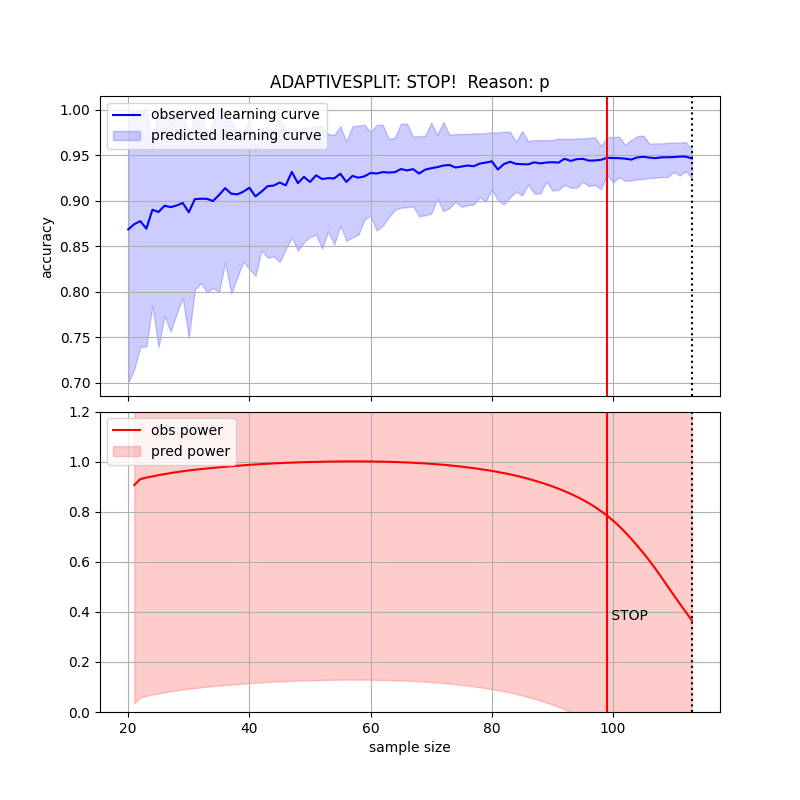 ADAPTIVESPLIT: STOP!  Reason: p
1.00
0.95
0.90
0.85
0.80
0.75
0.70
accuracy
observed learning curve
predicted learning curve
1.2
1.0
0.8
0.6
0.4
0.2
0.0
obs power
pred power
STOP
20
40
60
80
100
sample size